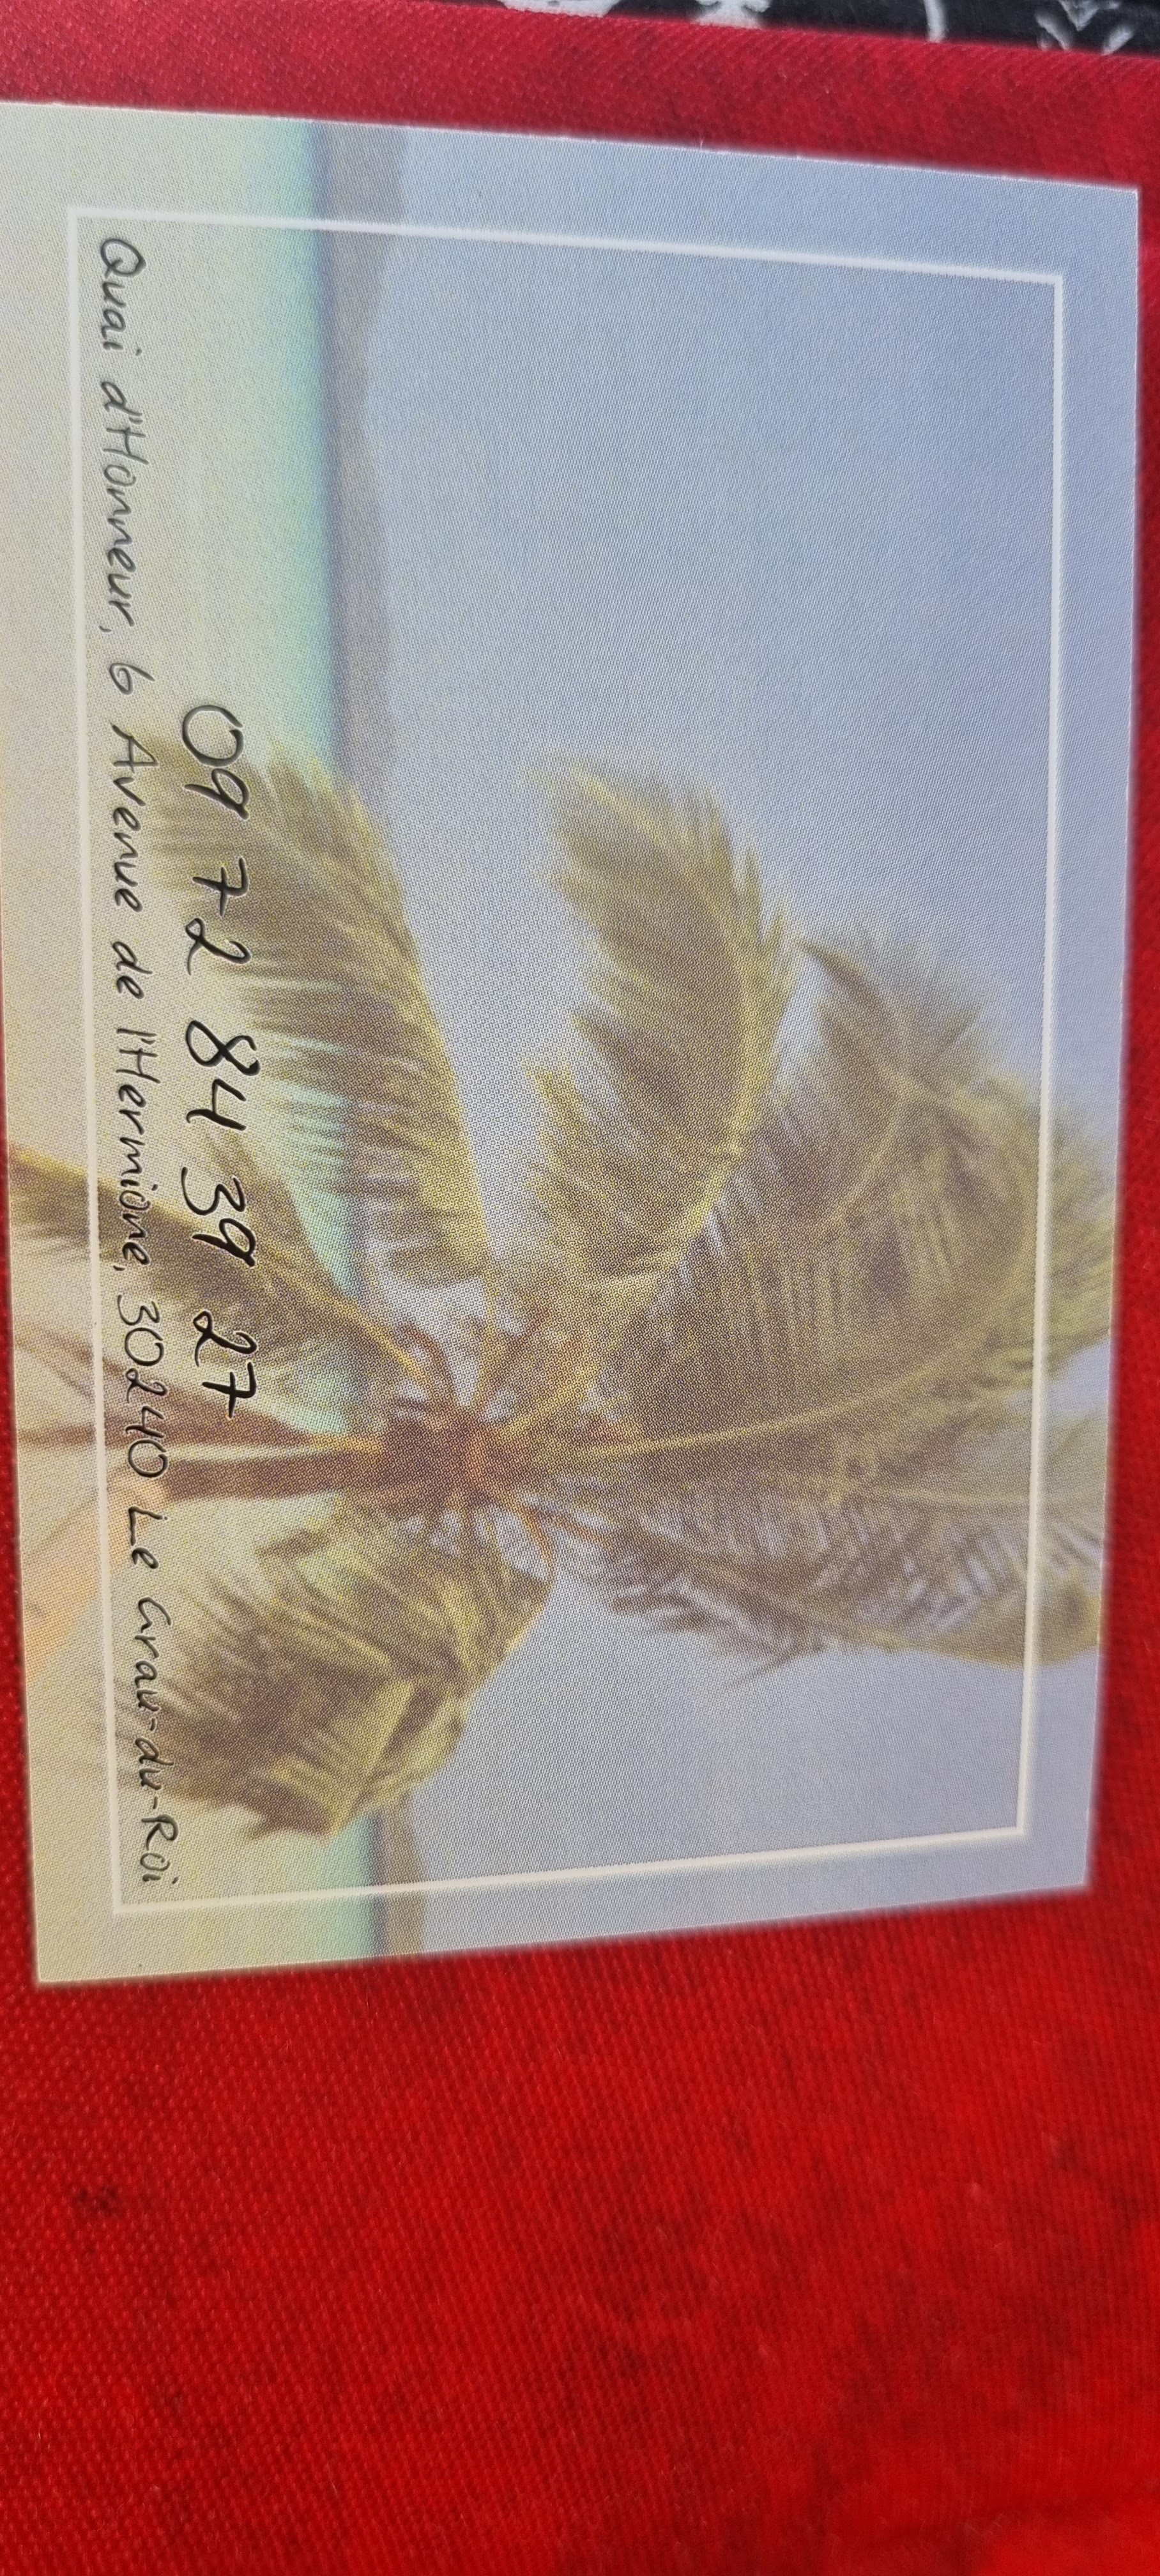 09 72 84 39 27
Quai d'Honneur, 6 Avenue de l'Hermione, 30240 Le Grau-du-Roi